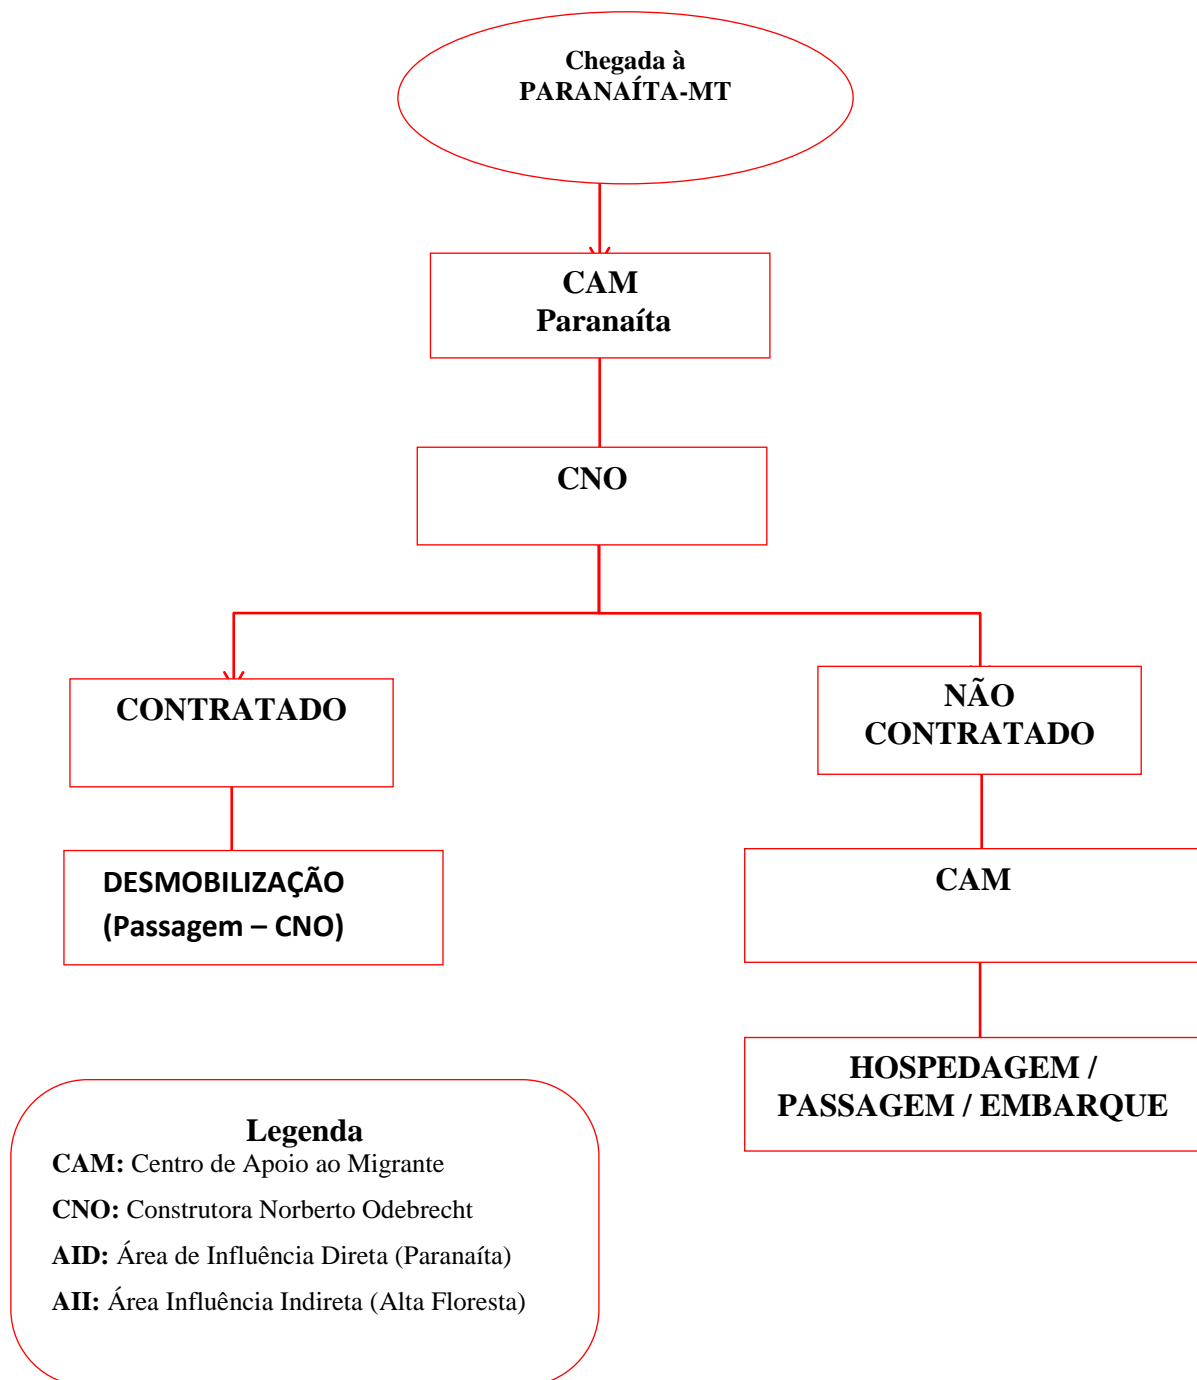 Chegada à
PARANAÍTA-MT
CAM
Paranaíta
CNO
CONTRATADO
NÃO
CONTRATADO
DESMOBILIZAÇÃO
(Passagem – CNO)
CAM
HOSPEDAGEM /
PASSAGEM / EMBARQUE
Legenda
CAM: Centro de Apoio ao Migrante
CNO: Construtora Norberto Odebrecht
AID: Área de Influência Direta (Paranaíta)
AII: Área Influência Indireta (Alta Floresta)